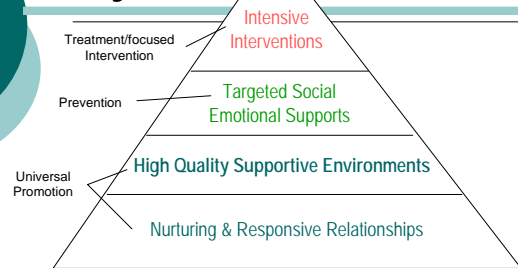 Intensive
Interventions
Treatment/focused
Intervention
Targeted Social
Emotional Supports
Prevention
High Quality Supportive Environments
Universal
Promotion
Nurturing & Responsive Relationships